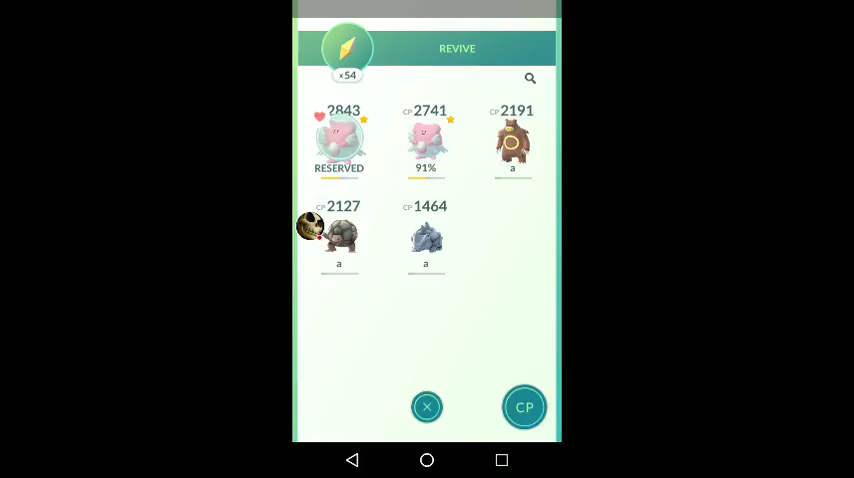 REVIVE
×54
2843
CP 2741
CP 2191
RESERVED
91%
a
CP 2127
CP 1464
a
a
CP